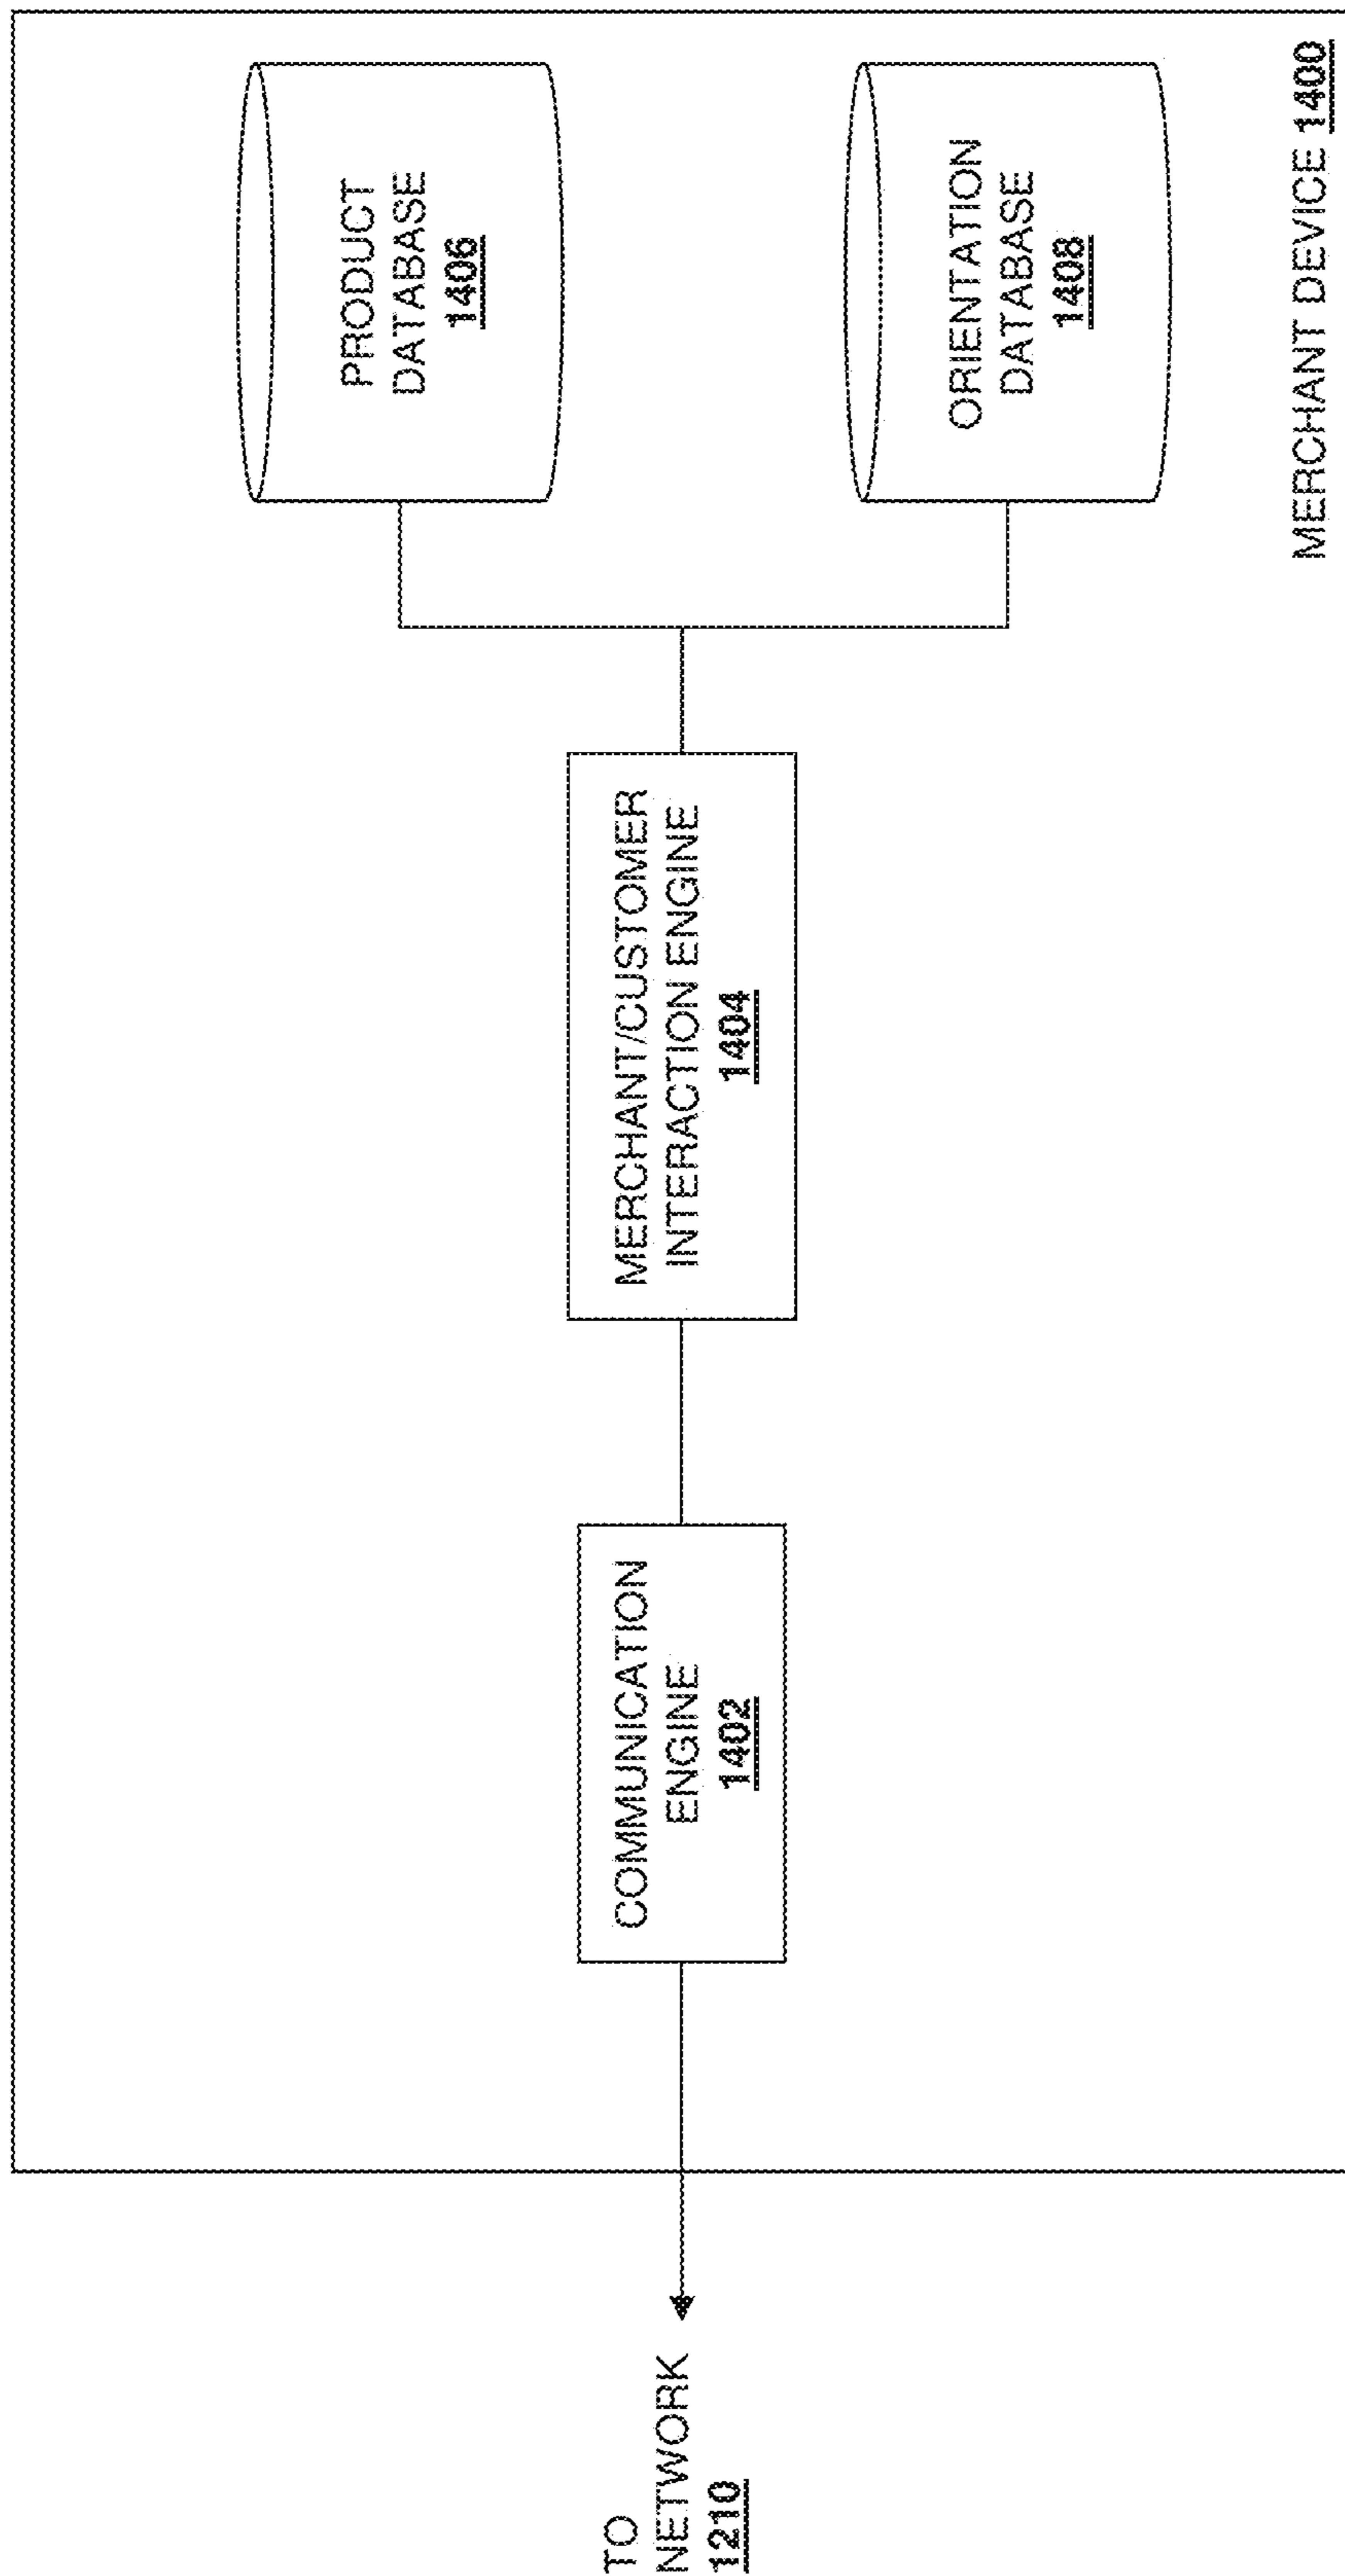 TO
NETWORK
1210
COMMUNICATION
ENGINE
1402
MERCHANT/CUSTOMER
INTERACTION ENGINE
1404
PRODUCT
DATABASE
1406
ORIENTATION
DATABASE
1408
MERCHANT DEVICE 1400